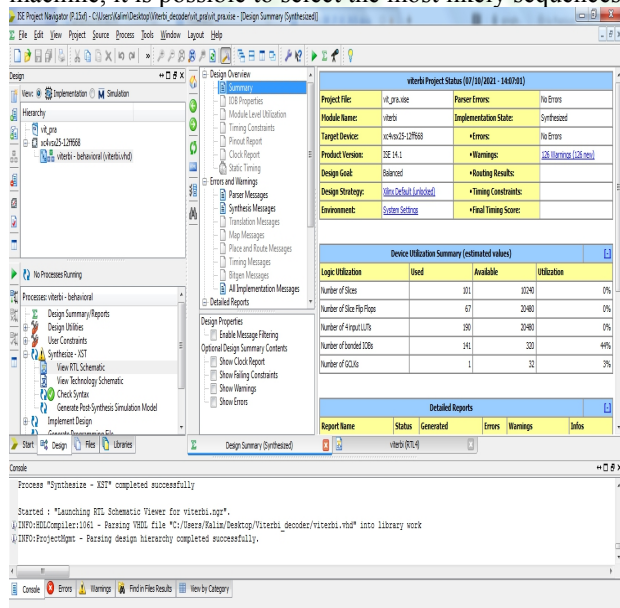 machine, it is possible to select the most likely sequences
ISE Project Navigator (P.15xf) - C:\Users\Kalim\Desktop\Viterbi_decoder\vit_pra\vit_pra.xise - [Design Summary (Synthesized)]
File Edit View Project Source Process Tools Window Layout Help
Design
View: Implementation Simulation
Hierarchy
vit_pra
xc4vsx25-12ff668
viterbi - behavioral (viterbi.vhd)
No Processes Running
Processes: viterbi - behavioral
Design Summary/Reports
Design Utilities
User Constraints
Synthesize - XST
View RTL Schematic
View Technology Schematic
Check Syntax
Generate Post-Synthesis Simulation Model
Implement Design
Generate Programming File
Start Design Files Libraries
Design Overview
Summary
IOB Properties
Module Level Utilization
Timing Constraints
Pinout Report
Clock Report
Static Timing
Errors and Warnings
Parser Messages
Synthesis Messages
Translation Messages
Map Messages
Place and Route Messages
Timing Messages
Bitgen Messages
All Implementation Messages
Detailed Reports
Design Properties
Enable Message Filtering
Optional Design Summary Contents
Show Clock Report
Show Failing Constraints
Show Warnings
Show Errors
viterbi Project Status (07/10/2021 - 14:07:01)
Project File: vit_pra.xise Parser Errors: No Errors
Module Name: viterbi Implementation State: Synthesized
Target Device: xc4vsx25-12ff668 •Errors: No Errors
Product Version: ISE 14.1 •Warnings: 126 Warnings (126 new)
Design Goal: Balanced •Routing Results:
Design Strategy: Xilinx Default (unlocked) •Timing Constraints:
Environment: System Settings •Final Timing Score:
Device Utilization Summary (estimated values) [-]
Logic Utilization Used Available Utilization
Number of Slices 101 10240 0%
Number of Slice Flip Flops 67 20480 0%
Number of 4 input LUTs 190 20480 0%
Number of bonded IOBs 141 320 44%
Number of GCLKs 1 32 3%
Detailed Reports [-]
Report Name Status Generated Errors Warnings Infos
Design Summary (Synthesized) viterbi (RTL4)
Console
Process "Synthesize - XST" completed successfully
Started : "Launching RTL Schematic Viewer for viterbi.ngr".
INFO:HDLCompiler:1061 - Parsing VHDL file "C:/Users/Kalim/Desktop/Viterbi_decoder/viterbi.vhd" into library work
INFO:ProjectMgmt - Parsing design hierarchy completed successfully.
Console Errors Warnings Find in Files Results View by Category